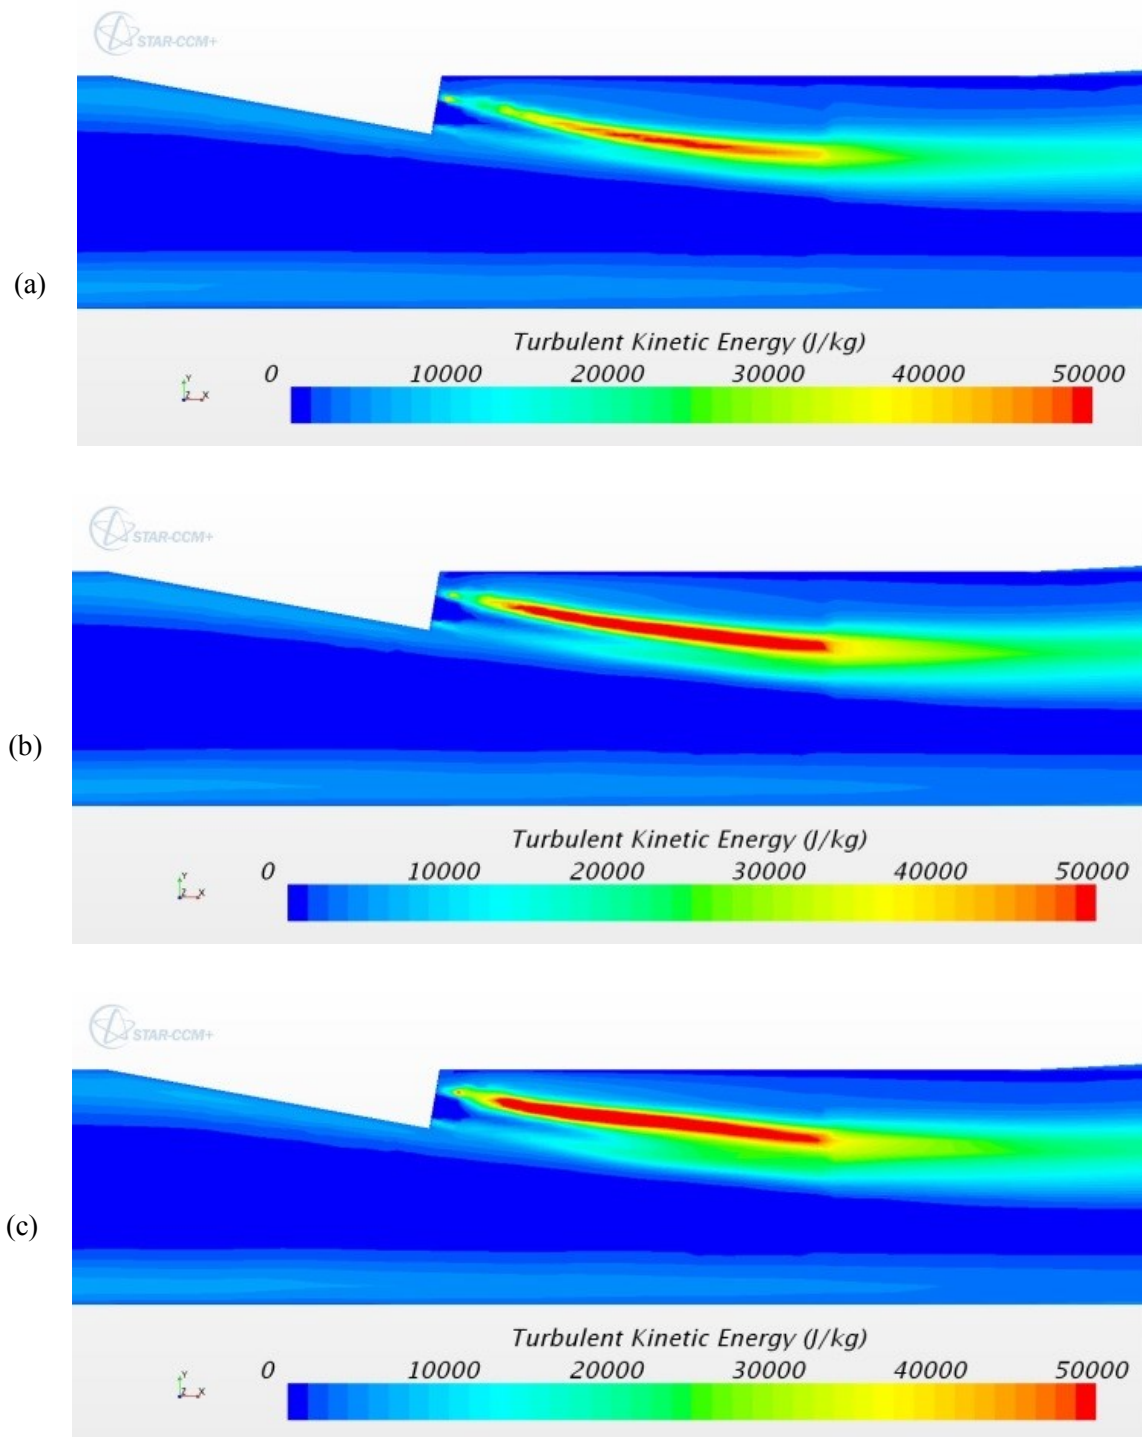 STAR-CCM+
(a)
Turbulent Kinetic Energy (J/kg)
0 10000 20000 30000 40000 50000
Y
Z X
STAR-CCM+
(b)
Turbulent Kinetic Energy (J/kg)
0 10000 20000 30000 40000 50000
Y
Z X
STAR-CCM+
(c)
Turbulent Kinetic Energy (J/kg)
0 10000 20000 30000 40000 50000
Y
Z X